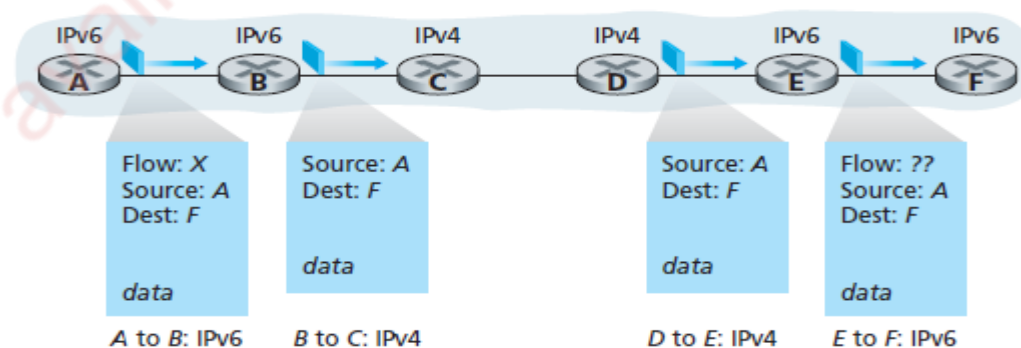 IPv6 IPv6 IPv4 IPv4 IPv6 IPv6
A B C D E F
Flow: X
Source: A
Dest: F
data
Source: A
Dest: F
data
Source: A
Dest: F
data
Flow: ??
Source: A
Dest: F
data
A to B: IPv6 B to C: IPv4 D to E: IPv4 E to F: IPv6